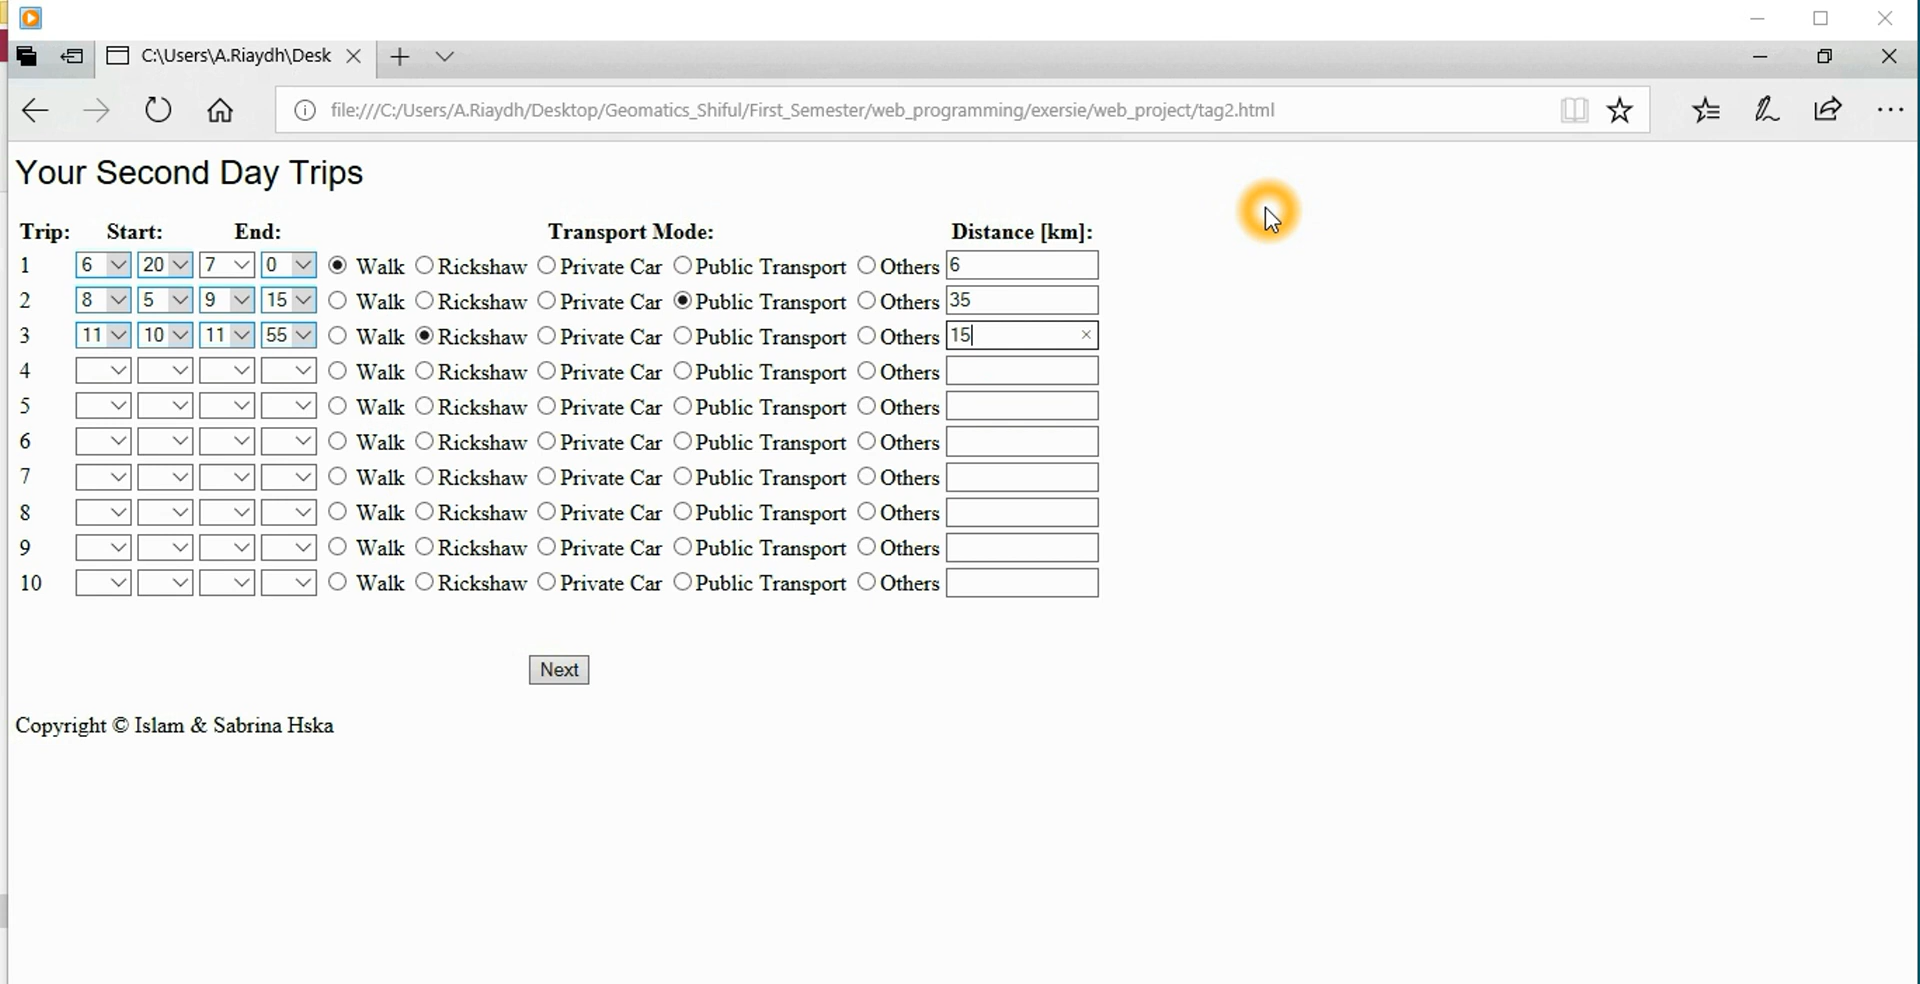 C:\Users\A.Riaydh\Desk
file:///C:/Users/A.Riaydh/Desktop/Geomatics_Shiful/First_Semester/web_programming/exersie/web_project/tag2.html
Your Second Day Trips
Trip: Start: End: Transport Mode: Distance [km]:
1 6 20 7 0 Walk Rickshaw Private Car Public Transport Others 6
2 8 5 9 15 Walk Rickshaw Private Car Public Transport Others 35
3 11 10 11 55 Walk Rickshaw Private Car Public Transport Others 15
4 Walk Rickshaw Private Car Public Transport Others
5 Walk Rickshaw Private Car Public Transport Others
6 Walk Rickshaw Private Car Public Transport Others
7 Walk Rickshaw Private Car Public Transport Others
8 Walk Rickshaw Private Car Public Transport Others
9 Walk Rickshaw Private Car Public Transport Others
10 Walk Rickshaw Private Car Public Transport Others
Next
Copyright © Islam & Sabrina Hska